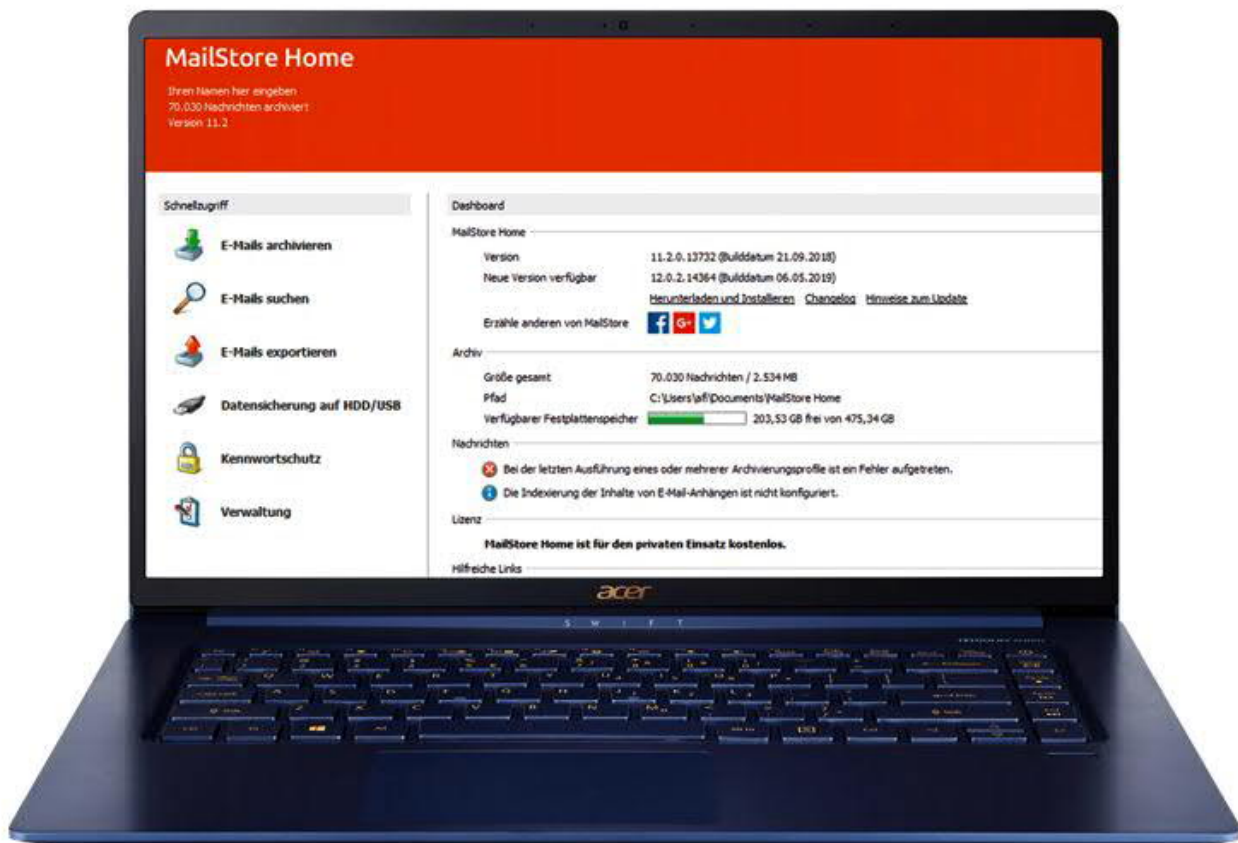 MailStore Home
Ihren Namen hier eingeben
70.030 Nachrichten archiviert
Version 11.2
Schnellzugriff
E-Mails archivieren
E-Mails suchen
E-Mails exportieren
Datensicherung auf HDD/USB
Kennwortschutz
Verwaltung
Dashboard
MailStore Home
Version 11.2.0.13732 (Builddatum 21.09.2018)
Neue Version verfügbar 12.0.2.14364 (Builddatum 06.05.2019)
Herunterladen und Installieren Changelog Hinweise zum Update
Erzähle anderen von MailStore f G+
Archiv
Größe gesamt 70.030 Nachrichten / 2.534 MB
Pfad C:\Users\afi\Documents\MailStore Home
Verfügbarer Festplattenspeicher 203,53 GB frei von 475,34 GB
Nachrichten
Bei der letzten Ausführung eines oder mehrerer Archivierungsprofile ist ein Fehler aufgetreten.
Die Indexierung der Inhalte von E-Mail-Anhängen ist nicht konfiguriert.
Lizenz
MailStore Home ist für den privaten Einsatz kostenlos.
Hilfreiche Links
acer
SWIFT